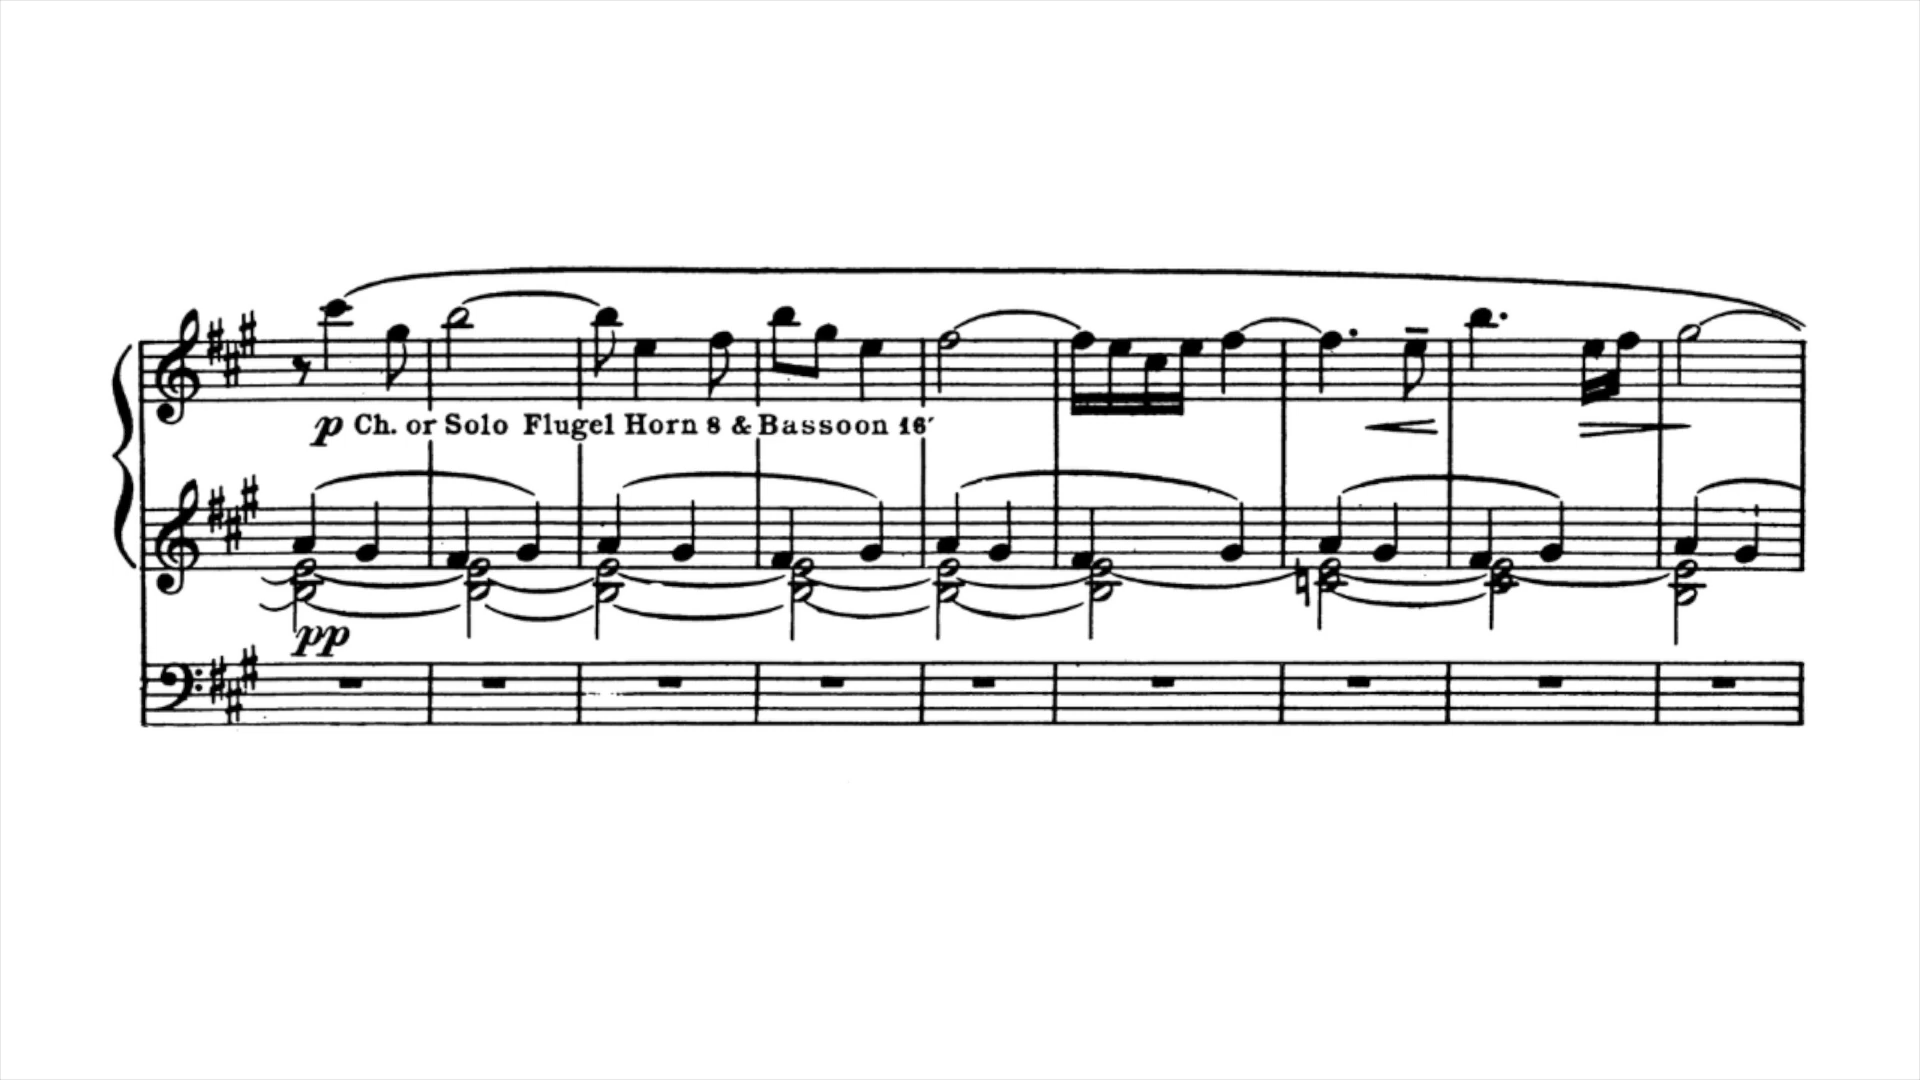 p Ch. or Solo Flugel Horn 8 & Bassoon 16′
pp